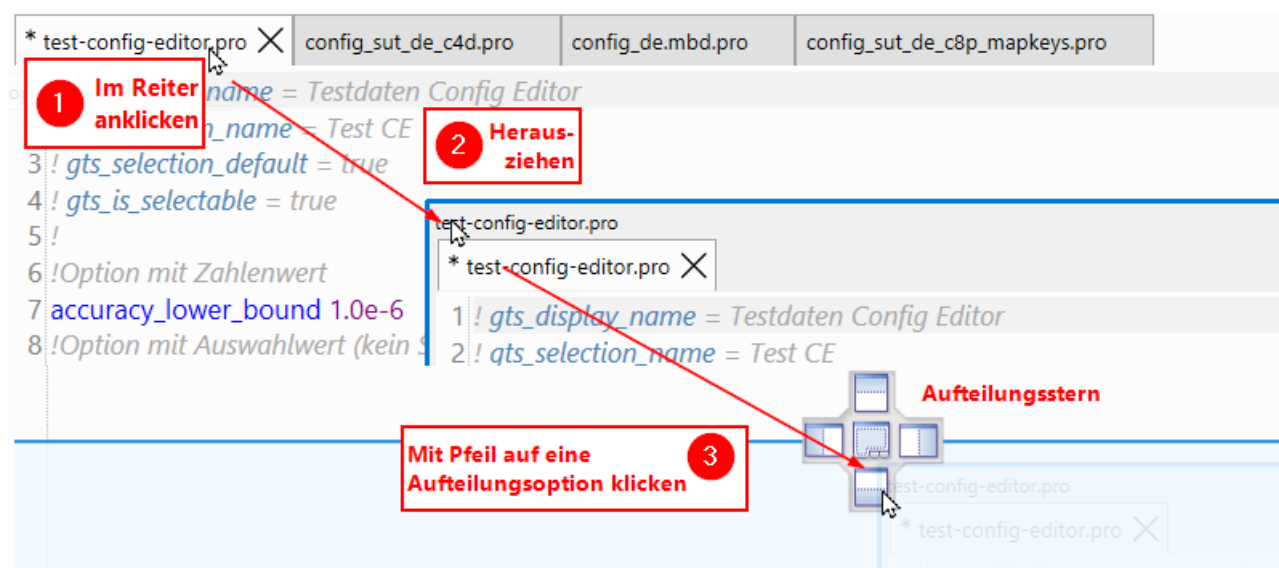 * test-config-editor.pro
config_sut_de_c4d.pro
config_de.mbd.pro
config_sut_de_c8p_mapkeys.pro
1 Im Reiter anklicken
name = Testdaten Config Editor
n_name = Test CE
2 Heraus-
ziehen
3 ! gts_selection_default = true
4 ! gts_is_selectable = true
5 !
6 !Option mit Zahlenwert
7 accuracy_lower_bound 1.0e-6
8 !Option mit Auswahlwert (kein
test-config-editor.pro
* test-config-editor.pro
1 ! gts_display_name = Testdaten Config Editor
2 ! gts_selection_name = Test CE
Aufteilungsstern
Mit Pfeil auf eine 3
Aufteilungsoption klicken
test-config-editor.pro
* test-config-editor.pro